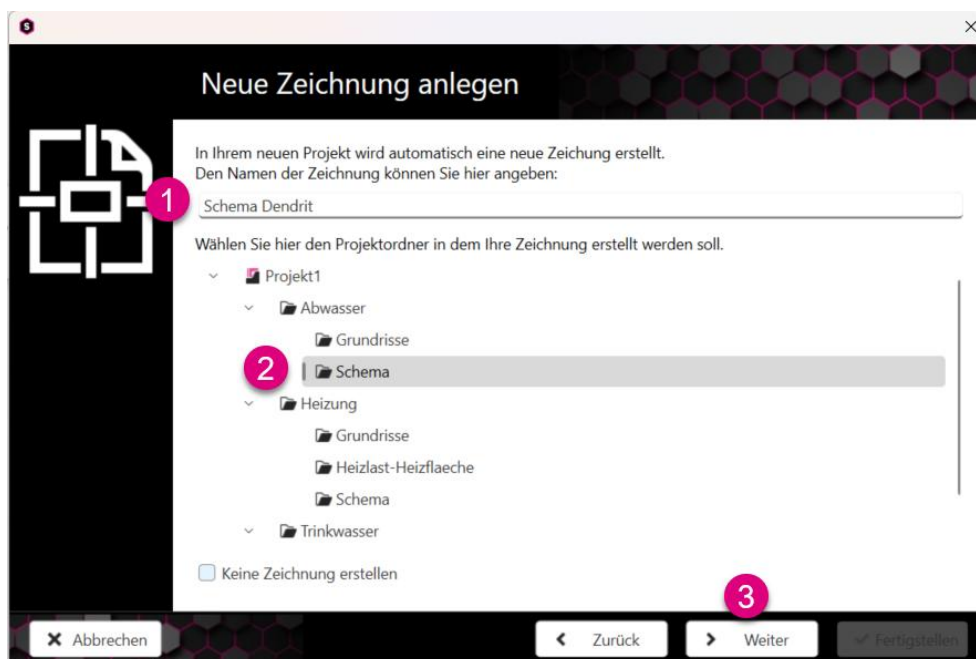 S
Neue Zeichnung anlegen
In Ihrem neuen Projekt wird automatisch eine neue Zeichung erstellt.
Den Namen der Zeichnung können Sie hier angeben:
1
Schema Dendrit
Wählen Sie hier den Projektordner in dem Ihre Zeichnung erstellt werden soll.
Projekt1
Abwasser
Grundrisse
2
Schema
Heizung
Grundrisse
Heizlast-Heizflaeche
Schema
Trinkwasser
Keine Zeichnung erstellen
3
Abbrechen
Zurück
Weiter
Fertigstellen